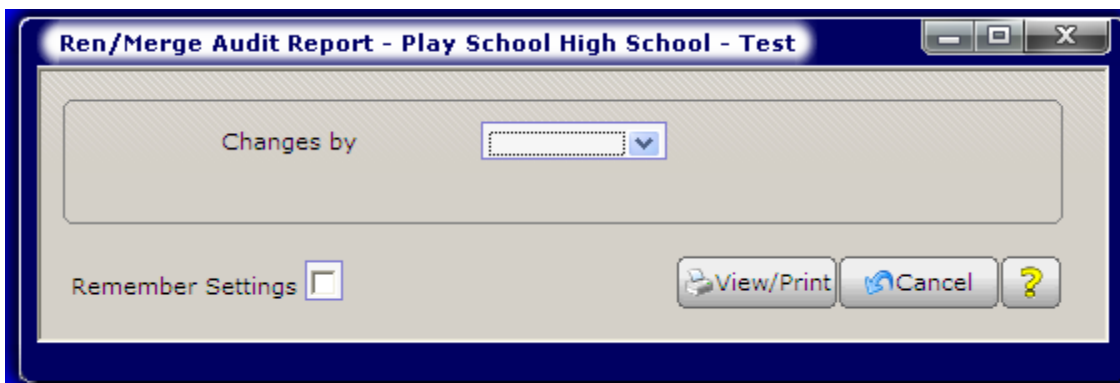 Ren/Merge Audit Report - Play School High School - Test
Changes by
Remember Settings
View/Print
Cancel
?